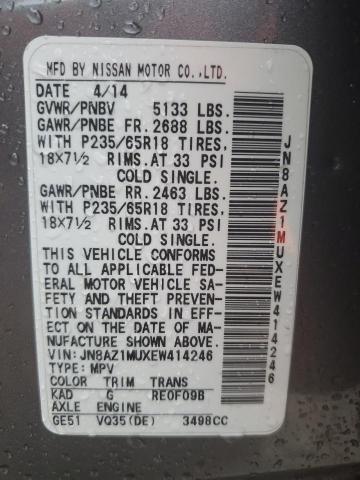 MFD BY NISSAN MOTOR CO.,LTD.
DATE 4/14
GVWR/PNBV 5133 LBS.
GAWR/PNBE FR. 2688 LBS.
WITH P235/65R18 TIRES,
18X7½ RIMS.AT 33 PSI
COLD SINGLE.
GAWR/PNBE RR. 2463 LBS.
WITH P235/65R18 TIRES,
18X7½ RIMS.AT 33 PSI
COLD SINGLE.
THIS VEHICLE CONFORMS
TO ALL APPLICABLE FED-
ERAL MOTOR VEHICLE SA-
FETY AND THEFT PREVEN-
TION STANDARDS IN EFF-
ECT ON THE DATE OF MA-
NUFACTURE SHOWN ABOVE.
VIN:JN8AZ1MUXEW414246
TYPE: MPV
COLOR TRIM TRANS
KAD G RE0F09B
AXLE ENGINE
GE51 VQ35(DE) 3498CC
JN8AZ1MUXEW414246